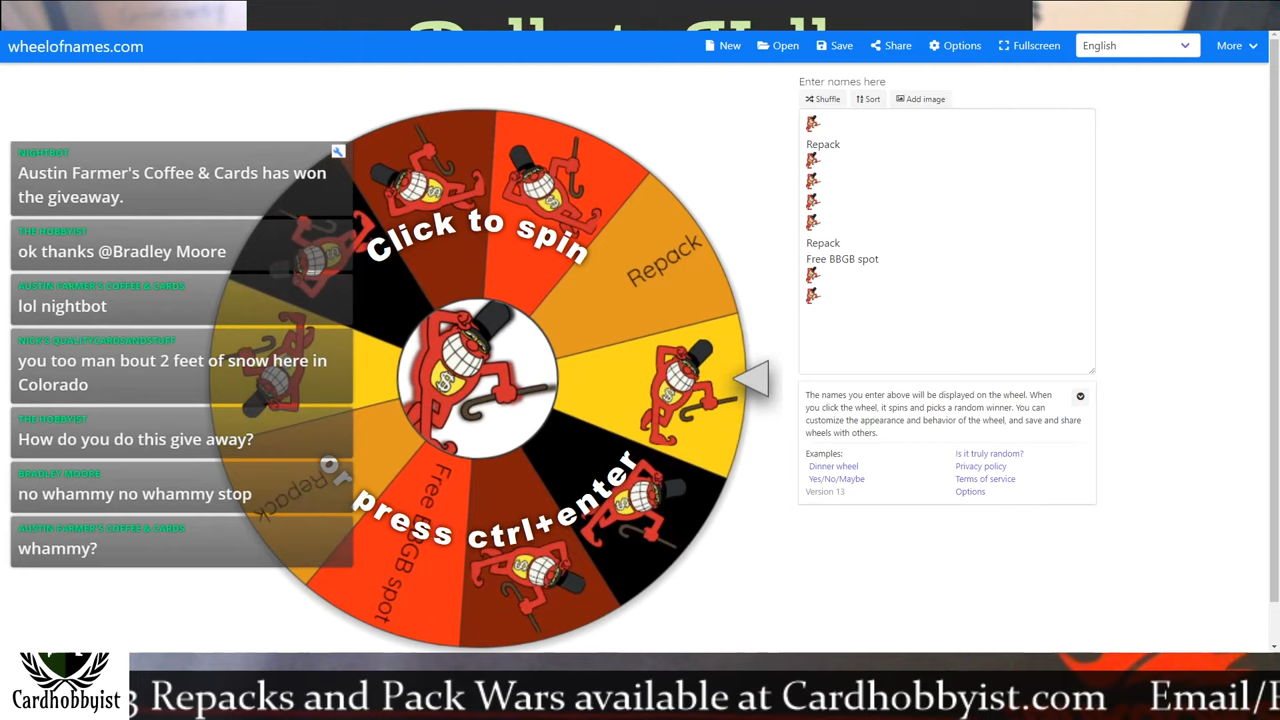 wheelofnames.com
New
Open
Save
Share
Options
Fullscreen
English
More
Enter names here
Shuffle
Sort
Add image
Repack
Repack
Free BBGB spot
NIGHTBOT
Austin Farmer's Coffee & Cards has won
the giveaway.
THE HOBBYIST
ok thanks @Bradley Moore
AUSTIN FARMER'S COFFEE & CARDS
lol nightbot
NICK'S QUALITYCARDSANDSTUFF
you too man bout 2 feet of snow here in
Colorado
THE HOBBYIST
How do you do this give away?
BRADLEY MOORE
no whammy no whammy stop
AUSTIN FARMER'S COFFEE & CARDS
whammy?
Click to spin
or press ctrl+enter
Repack
Free BBGB spot
Repack
The names you enter above will be displayed on the wheel. When
you click the wheel, it spins and picks a random winner. You can
customize the appearance and behavior of the wheel, and save and share
wheels with others.
Examples:
Dinner wheel
Yes/No/Maybe
Version 13
Is it truly random?
Privacy policy
Terms of service
Options
Cardhobbyist
Repacks and Pack Wars available at Cardhobbyist.com